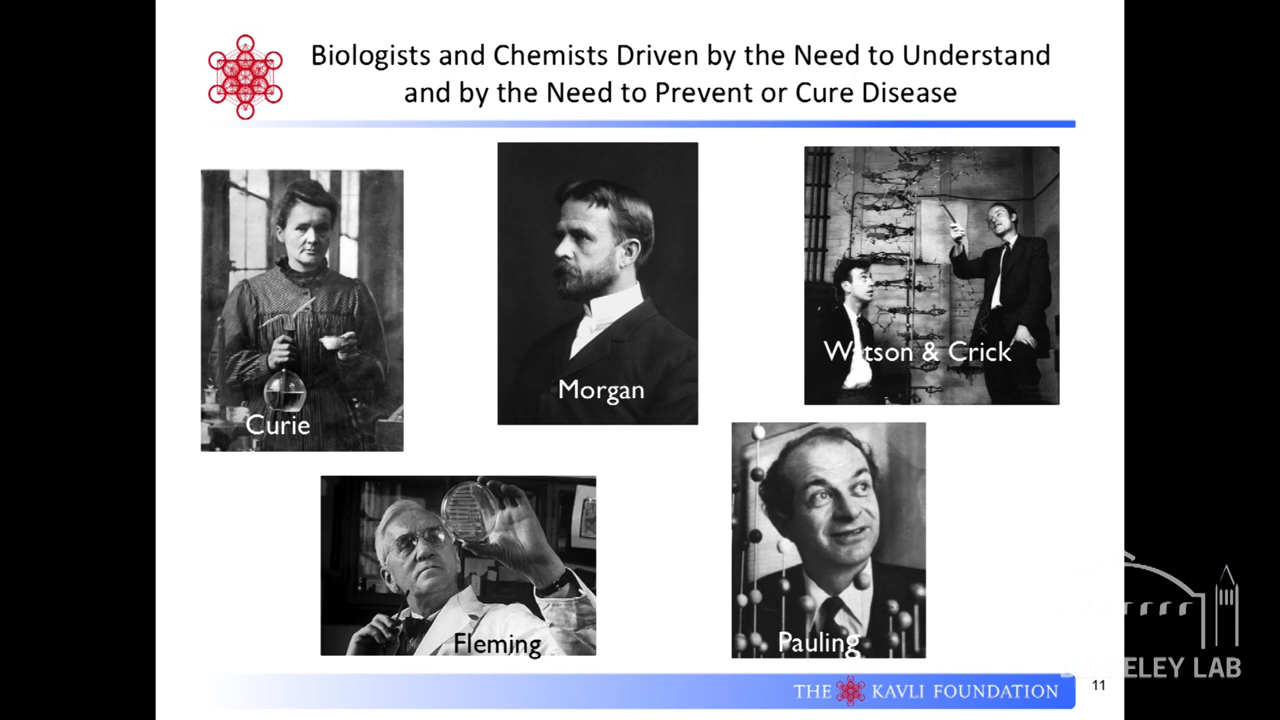 Biologists and Chemists Driven by the Need to Understand
and by the Need to Prevent or Cure Disease
Curie
Morgan
Watson & Crick
Fleming
Pauling
THE KAVLI FOUNDATION
11
LAB